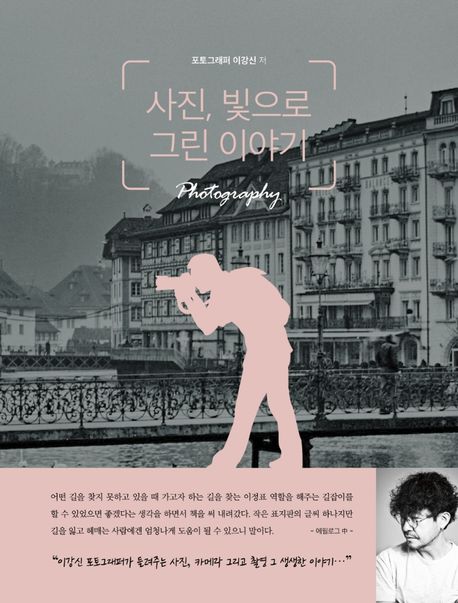 포토그래퍼 이강신 저
사진, 빛으로
그린 이야기
Photography
어떤 길을 찾지 못하고 있을 때 가고자 하는 길을 찾는 이정표 역할을 해주는 길잡이를
할 수 있었으면 좋겠다는 생각을 하면서 책을 써 내려갔다. 작은 표지판의 글씨 하나지만
길을 잃고 헤매는 사람에겐 엄청나게 도움이 될 수 있으니 말이다.
- 에필로그 中 -
“이강신 포토그래퍼가 들려주는 사진, 카메라 그리고 촬영 그 생생한 이야기…”